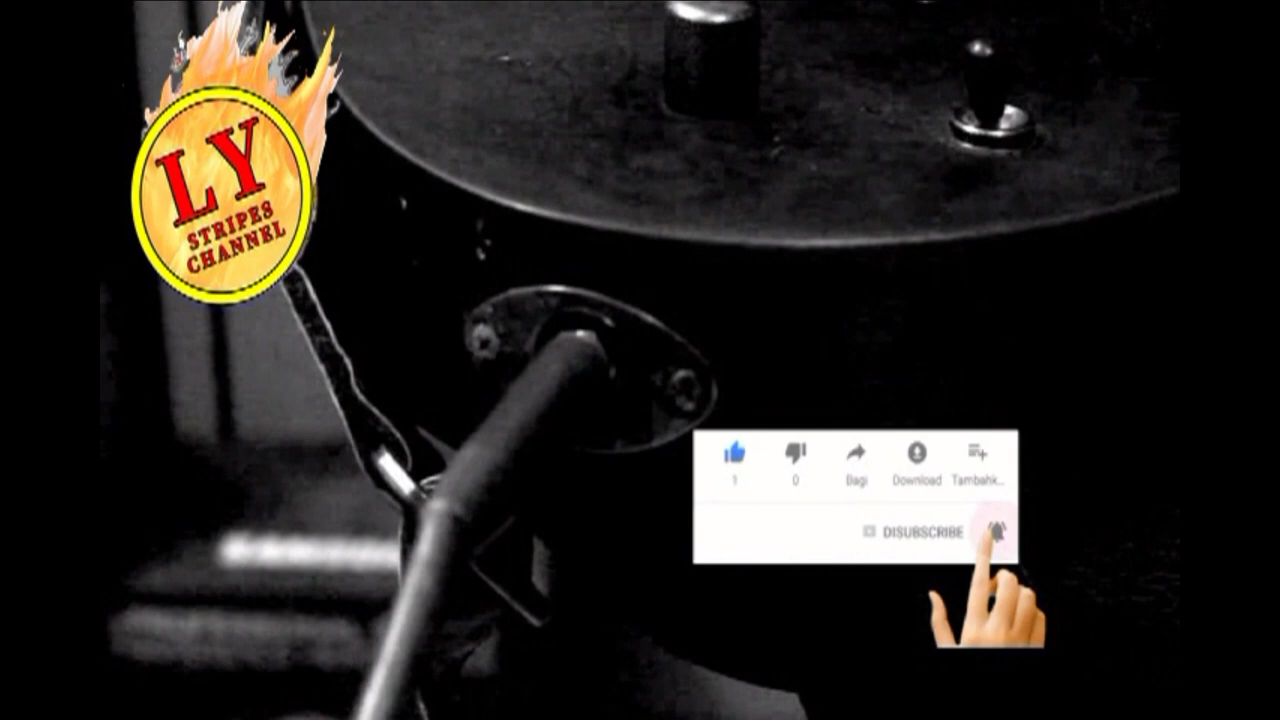 LY
STRIPES
CHANNEL
1 0 Bagi Download Tambahk...
DISUBSCRIBE